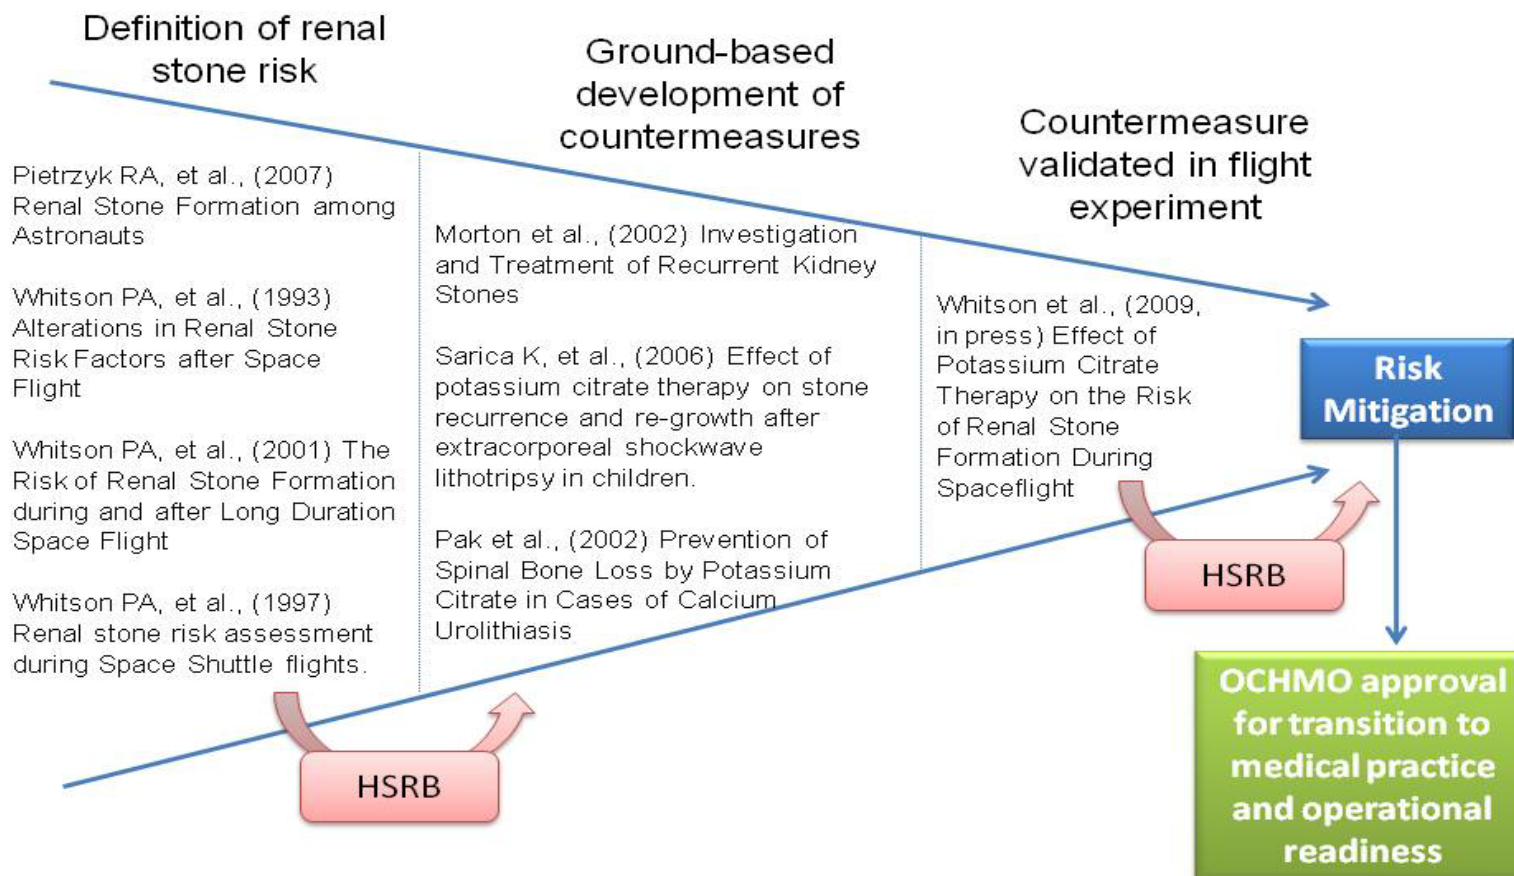 Definition of renal
stone risk
Pietrzyk RA, et al., (2007)
Renal Stone Formation among
Astronauts
Whitson PA, et al., (1993)
Alterations in Renal Stone
Risk Factors after Space
Flight
Whitson PA, et al., (2001) The
Risk of Renal Stone Formation
during and after Long Duration
Space Flight
Whitson PA, et al., (1997)
Renal stone risk assessment
during Space Shuttle flights.
HSRB
Ground-based
development of
countermeasures
Morton et al., (2002) Investigation
and Treatment of Recurrent Kidney
Stones
Sarica K, et al., (2006) Effect of
potassium citrate therapy on stone
recurrence and re-growth after
extracorporeal shockwave
lithotripsy in children.
Pak et al., (2002) Prevention of
Spinal Bone Loss by Potassium
Citrate in Cases of Calcium
Urolithiasis
Countermeasure
validated in flight
experiment
Whitson et al., (2009,
in press) Effect of
Potassium Citrate
Therapy on the Risk
of Renal Stone
Formation During
Spaceflight
HSRB
Risk
Mitigation
OCHMO approval
for transition to
medical practice
and operational
readiness